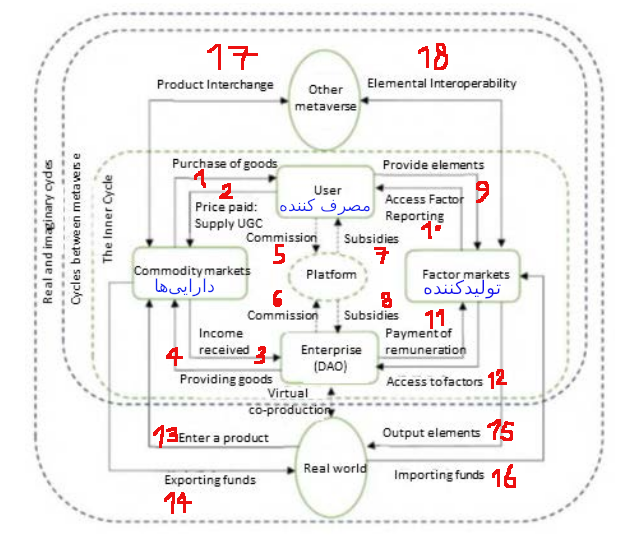 17
18
Product Interchange
Elemental Interoperability
Other
metaverse
Real and imaginary cycles
Cycles between metaverse
The Inner Cycle
Purchase of goods
Provide elements
1
2
User
مصرف کننده
9
Price paid:
Supply UGC
Access Factor
Reporting
1.
Commission
Subsidies
5
7
Commodity markets
دارایی‌ها
Platform
Factor markets
تولیدکننده
6
8
Commission
Subsidies
11
Income
received
3
4
Enterprise
(DAO)
Payment of
remuneration
Providing goods
Access to factors
12
Virtual
co-production
13
Enter a product
Output elements
15
Real world
Exporting funds
Importing funds
16
14